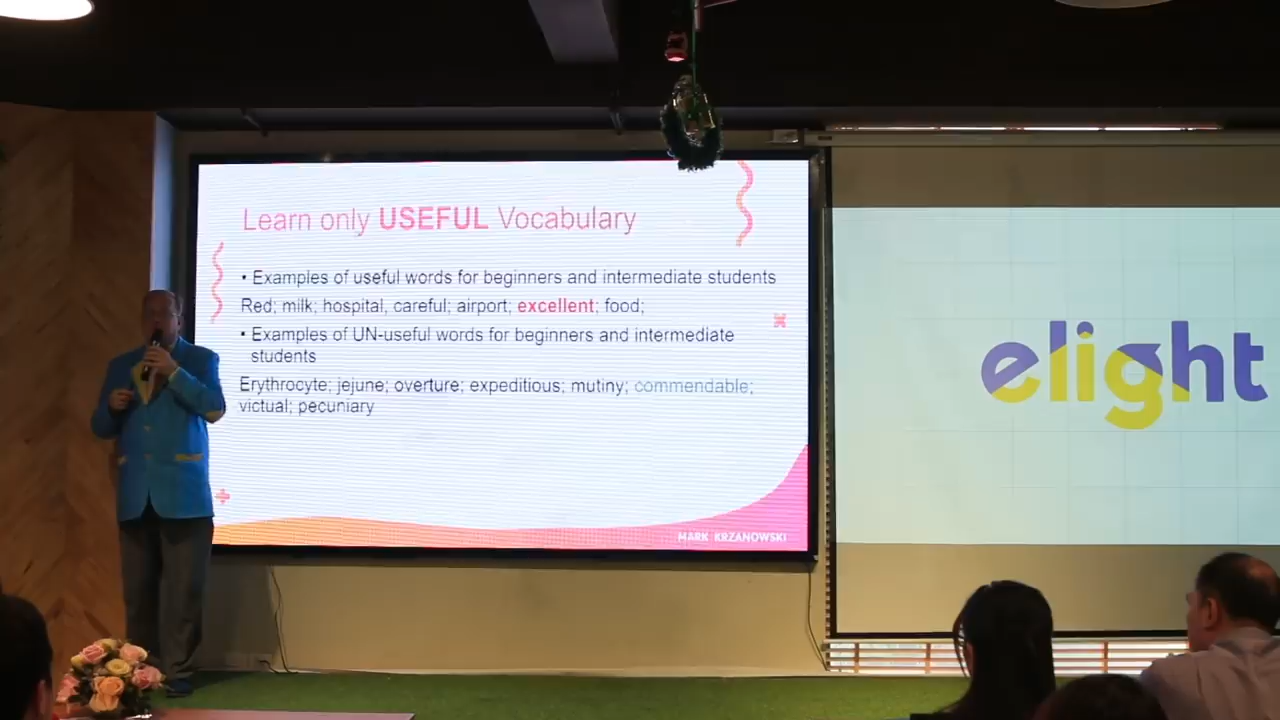 Learn only USEFUL Vocabulary
• Examples of useful words for beginners and intermediate students
Red; milk; hospital, careful; airport; excellent; food;
• Examples of UN-useful words for beginners and intermediate
students
Erythrocyte; jejune; overture; expeditious; mutiny; commendable;
victual; pecuniary
MARK KRZANOWSKI
elight